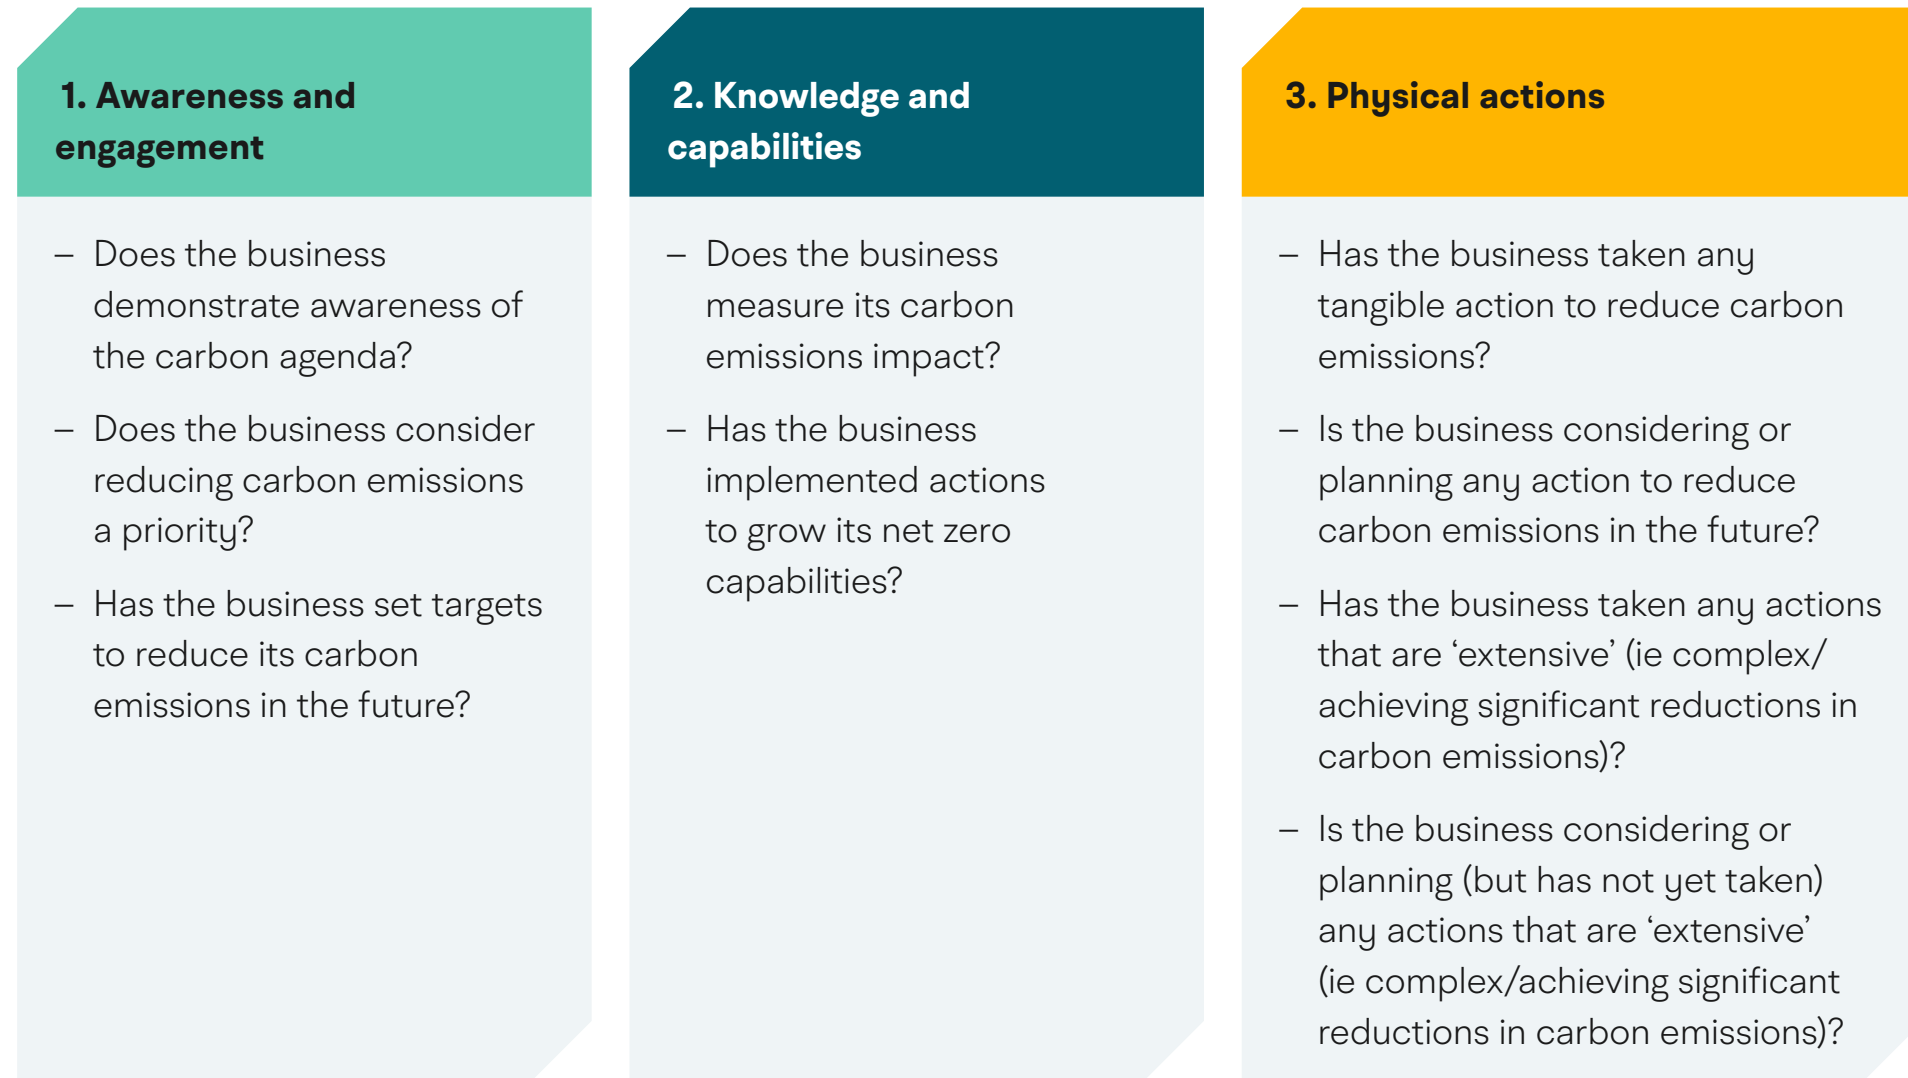 1. Awareness and
engagement
– Does the business
demonstrate awareness of
the carbon agenda?
– Does the business consider
reducing carbon emissions
a priority?
– Has the business set targets
to reduce its carbon
emissions in the future?
2. Knowledge and
capabilities
– Does the business
measure its carbon
emissions impact?
– Has the business
implemented actions
to grow its net zero
capabilities?
3. Physical actions
– Has the business taken any
tangible action to reduce carbon
emissions?
– Is the business considering or
planning any action to reduce
carbon emissions in the future?
– Has the business taken any actions
that are ‘extensive’ (ie complex/
achieving significant reductions in
carbon emissions)?
– Is the business considering or
planning (but has not yet taken)
any actions that are ‘extensive’
(ie complex/achieving significant
reductions in carbon emissions)?